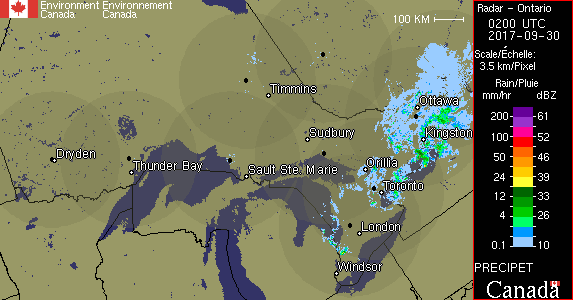 Environment Environnement
Canada Canada
100 KM
Timmins
Ottawa
Sudbury
Kingston
Dryden
Thunder Bay
Sault Ste. Marie
Orillia
Toronto
London
Windsor
Radar - Ontario
0200 UTC
2017-09-30
Scale/Échelle:
3.5 km/Pixel
Rain/Pluie
mm/hr dBZ
200 61
100 52
50 46
24 39
12 33
4 26
0.1 10
PRECIPET
Canada